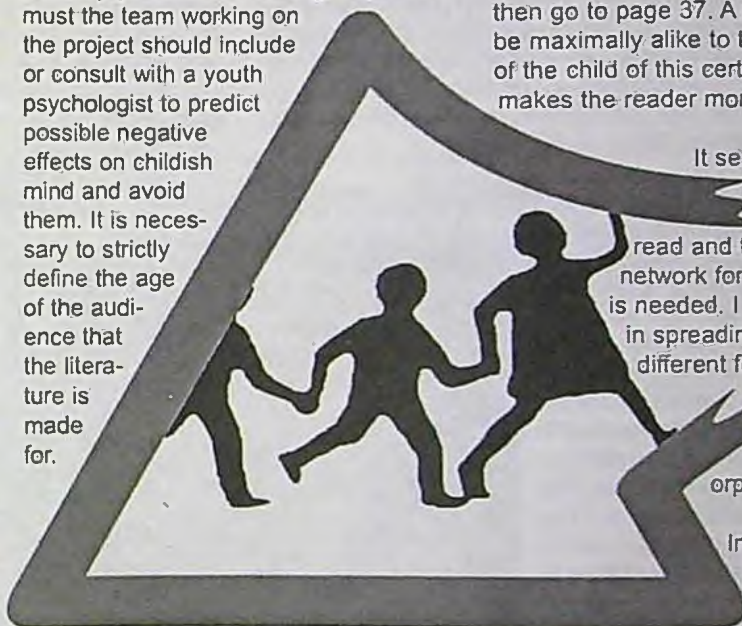 must the team working on
the project should include
or consult with a youth
psychologist to predict
possible negative
effects on childish
mind and avoid
them. It is neces-
sary to strictly
define the age
of the audi-
ence that
the litera-
ture is
made
for.
then go to page 37. A
be maximally alike to
of the child of this
makes the reader
It
read and
network for
is needed. I
in spreading
different